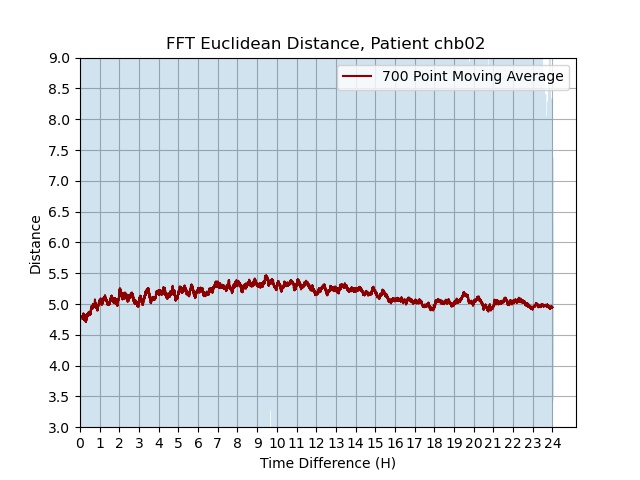 FFT Euclidean Distance, Patient chb02
700 Point Moving Average
9.0
8.5
8.0
7.5
7.0
6.5
6.0
5.5
5.0
4.5
4.0
3.5
3.0
Distance
0 1 2 3 4 5 6 7 8 9 10 11 12 13 14 15 16 17 18 19 20 21 22 23 24
Time Difference (H)